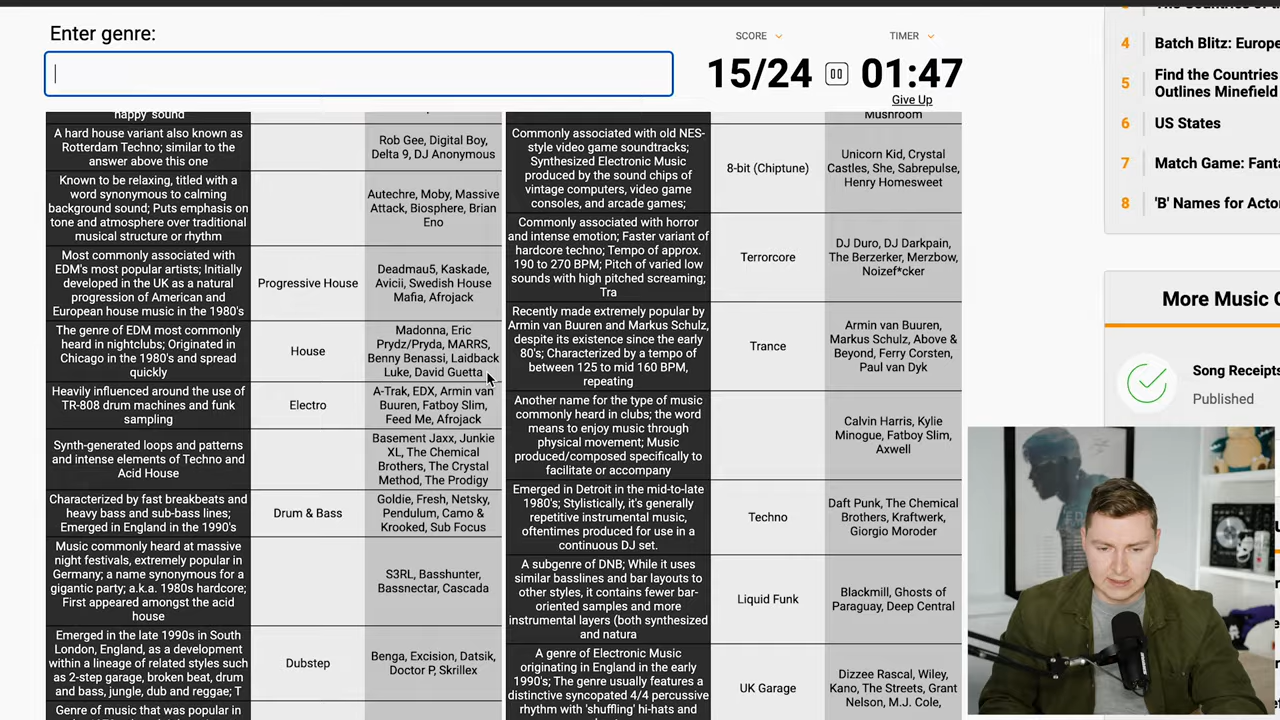 Enter genre:
SCORE
TIMER
15/24
01:47
Give Up
happy' sound
A hard house variant also known as
Rotterdam Techno; similar to the
answer above this one
Rob Gee, Digital Boy,
Delta 9, DJ Anonymous
Known to be relaxing, titled with a
word synonymous to calming
background sound; Puts emphasis on
tone and atmosphere over traditional
musical structure or rhythm
Autechre, Moby, Massive
Attack, Biosphere, Brian
Eno
Most commonly associated with
EDM's most popular artists; Initially
developed in the UK as a natural
progression of American and
European house music in the 1980's
Progressive House
Deadmau5, Kaskade,
Avicii, Swedish House
Mafia, Afrojack
The genre of EDM most commonly
heard in nightclubs; Originated in
Chicago in the 1980's and spread
quickly
House
Madonna, Eric
Prydz/Pryda, MARRS,
Benny Benassi, Laidback
Luke, David Guetta
Heavily influenced around the use of
TR-808 drum machines and funk
sampling
Electro
A-Trak, EDX, Armin van
Buuren, Fatboy Slim,
Feed Me, Afrojack
Synth-generated loops and patterns
and intense elements of Techno and
Acid House
Basement Jaxx, Junkie
XL, The Chemical
Brothers, The Crystal
Method, The Prodigy
Characterized by fast breakbeats and
heavy bass and sub-bass lines;
Emerged in England in the 1990's
Drum & Bass
Goldie, Fresh, Netsky,
Pendulum, Camo &
Krooked, Sub Focus
Music commonly heard at massive
night festivals, extremely popular in
Germany; a name synonymous for a
gigantic party; a.k.a. 1980s hardcore;
First appeared amongst the acid
house
S3RL, Basshunter,
Bassnectar, Cascada
Emerged in the late 1990s in South
London, England, as a development
within a lineage of related styles such
as 2-step garage, broken beat, drum
and bass, jungle, dub and reggae; T
Dubstep
Benga, Excision, Datsik,
Doctor P, Skrillex
Genre of music that was popular in
Mushroom
Commonly associated with old NES-
style video game soundtracks;
Synthesized Electronic Music
produced by the sound chips of
vintage computers, video game
consoles, and arcade games;
8-bit (Chiptune)
Unicorn Kid, Crystal
Castles, She, Sabrepulse,
Henry Homesweet
Commonly associated with horror
and intense emotion; Faster variant of
hardcore techno; Tempo of approx.
190 to 270 BPM; Pitch of varied low
sounds with high pitched screaming;
Tra
Terrorcore
DJ Duro, DJ Darkpain,
The Berzerker, Merzbow,
Noizef*cker
Recently made extremely popular by
Armin van Buuren and Markus Schulz,
despite its existence since the early
80's; Characterized by a tempo of
between 125 to mid 160 BPM,
repeating
Trance
Armin van Buuren,
Markus Schulz, Above &
Beyond, Ferry Corsten,
Paul van Dyk
Another name for the type of music
commonly heard in clubs; the word
means to enjoy music through
physical movement; Music
produced/composed specifically to
facilitate or accompany
Calvin Harris, Kylie
Minogue, Fatboy Slim,
Axwell
Emerged in Detroit in the mid-to-late
1980's; Stylistically, it's generally
repetitive instrumental music,
oftentimes produced for use in a
continuous DJ set.
Techno
Daft Punk, The Chemical
Brothers, Kraftwerk,
Giorgio Moroder
A subgenre of DNB; While it uses
similar basslines and bar layouts to
other styles, it contains fewer bar-
oriented samples and more
instrumental layers (both synthesized
and natura
Liquid Funk
Blackmill, Ghosts of
Paraguay, Deep Central
A genre of Electronic Music
originating in England in the early
1990's; The genre usually features a
distinctive syncopated 4/4 percussive
rhythm with 'shuffling' hi-hats and
UK Garage
Dizzee Rascal, Wiley,
Kano, The Streets, Grant
Nelson, M.J. Cole,
4 Batch Blitz: Europe
5 Find the Countries
Outlines Minefield
6 US States
7 Match Game: Fanta
8 'B' Names for Actor
More Music
Song Receipts
Published